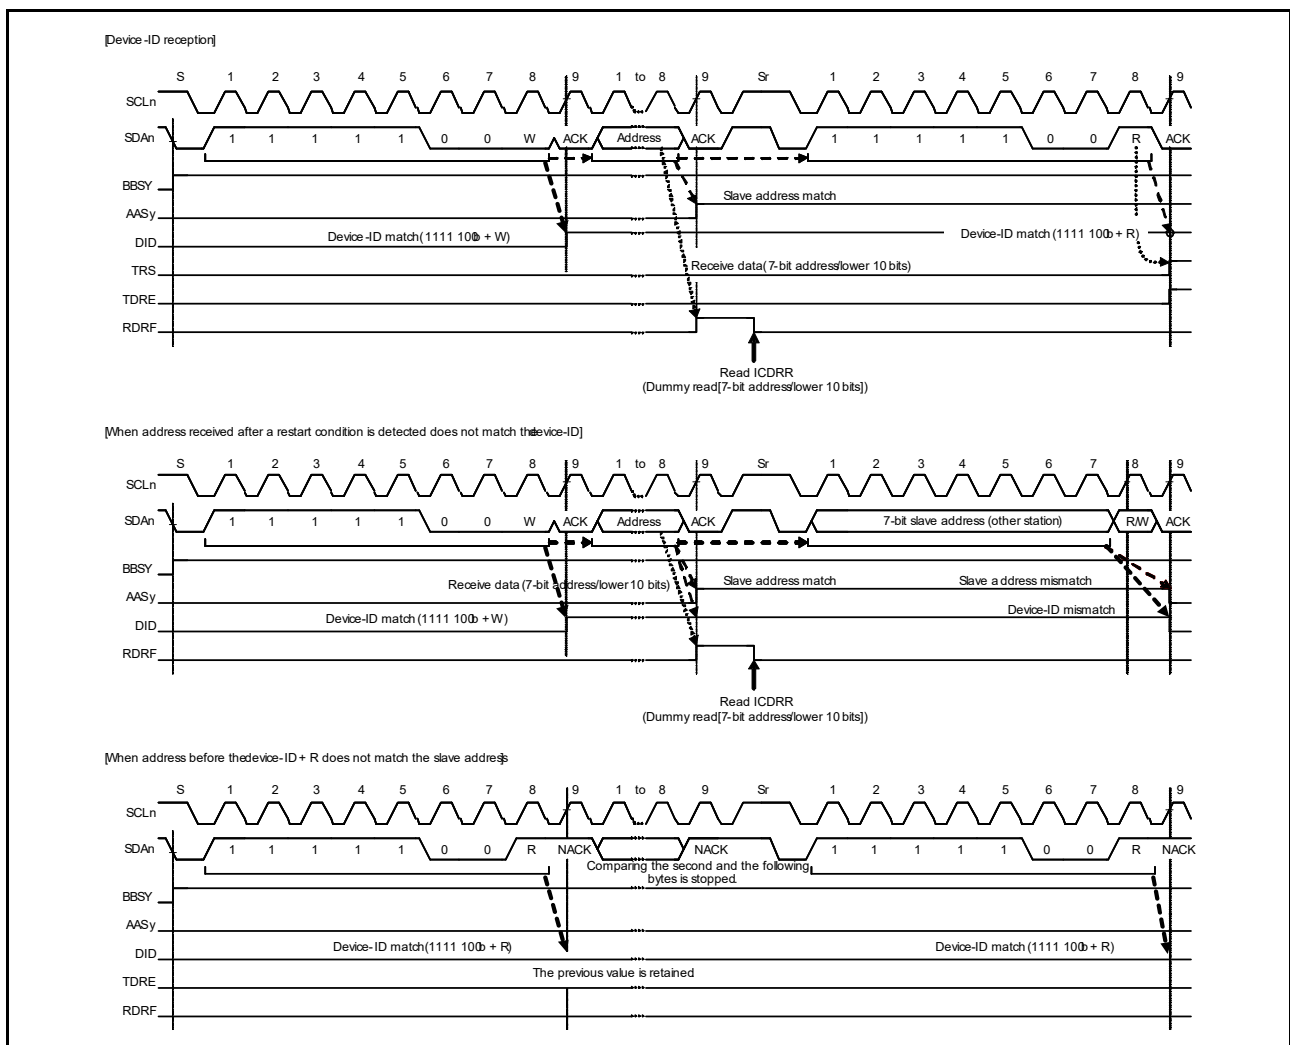 [Device-ID reception]
S 1 2 3 4 5 6 7 8 9 1 to 8 9 Sr 1 2 3 4 5 6 7 8 9
SCLn
SDAn 1 1 1 1 1 0 0 W ACK Address ACK 1 1 1 1 1 0 0 R ACK
BBSY
Slave address match
AASy
Device-ID match (1111 100b + W) Device-ID match (1111 100b + R)
DID
Receive data (7-bit address/lower 10 bits)
TRS
TDRE
RDRF
Read ICDRR
(Dummy read [7-bit address/lower 10 bits])
[When address received after a restart condition is detected does not match the device-ID]
S 1 2 3 4 5 6 7 8 9 1 to 8 9 Sr 1 2 3 4 5 6 7 8 9
SCLn
SDAn 1 1 1 1 1 0 0 W ACK Address ACK 7-bit slave address (other station) R/W ACK
BBSY
Receive data (7-bit address/lower 10 bits) Slave address match Slave address mismatch
AASy
Device-ID match (1111 100b + W) Device-ID mismatch
DID
RDRF
Read ICDRR
(Dummy read [7-bit address/lower 10 bits])
[When address before the device-ID + R does not match the slave address]
S 1 2 3 4 5 6 7 8 9 1 to 8 9 Sr 1 2 3 4 5 6 7 8 9
SCLn
SDAn 1 1 1 1 1 0 0 R NACK NACK 1 1 1 1 1 0 0 R NACK
Comparing the second and the following
bytes is stopped.
BBSY
AASy
Device-ID match (1111 100b + R) Device-ID match (1111 100b + R)
DID
The previous value is retained
TDRE
RDRF